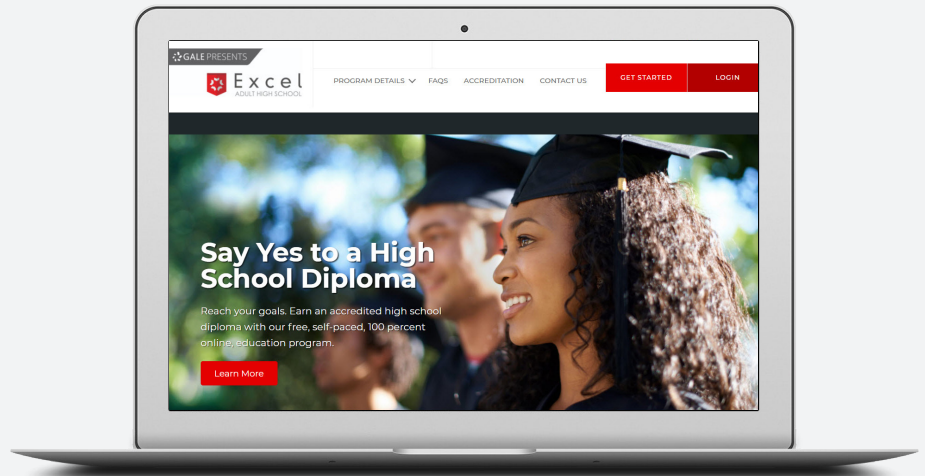 GALE PRESENTS
Excel
ADULT HIGH SCHOOL
PROGRAM DETAILS FAQS ACCREDITATION CONTACT US GET STARTED LOGIN
Say Yes to a High
School Diploma
Reach your goals. Earn an accredited high school
diploma with our free, self-paced, 100 percent
online, education program.
Learn More